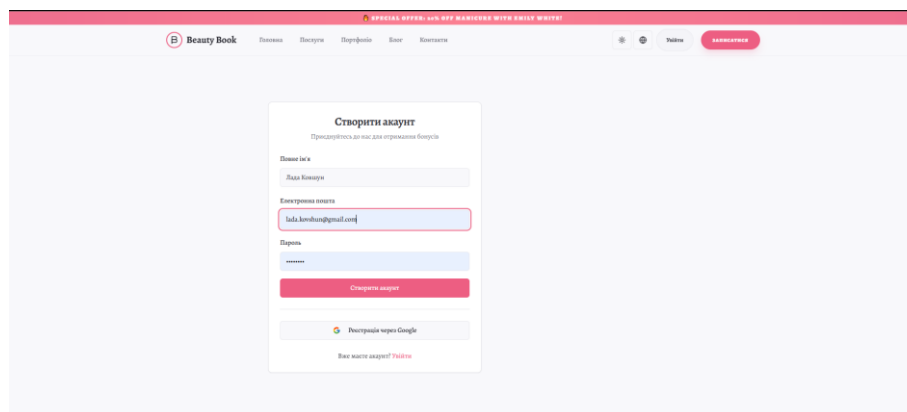 SPECIAL OFFER: 20% OFF MANICURE WITH EMILY WHITE!
B Beauty Book Головна Послуги Портфоліо Блог Контакти Увійти ЗАПИСАТИСЯ
Створити акаунт
Приєднуйтесь до нас для отримання бонусів
Повне ім'я
Лада Ковшун
Електронна пошта
lada.kovshun@gmail.com
Пароль
Створити акаунт
Реєстрація через Google
Вже маєте акаунт? Увійти